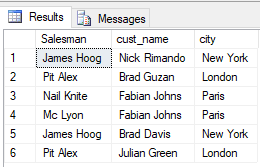 Results Messages
Salesman cust_name city
1 James Hoog Nick Rimando New York
2 Pit Alex Brad Guzan London
3 Nail Knite Fabian Johns Paris
4 Mc Lyon Fabian Johns Paris
5 James Hoog Brad Davis New York
6 Pit Alex Julian Green London